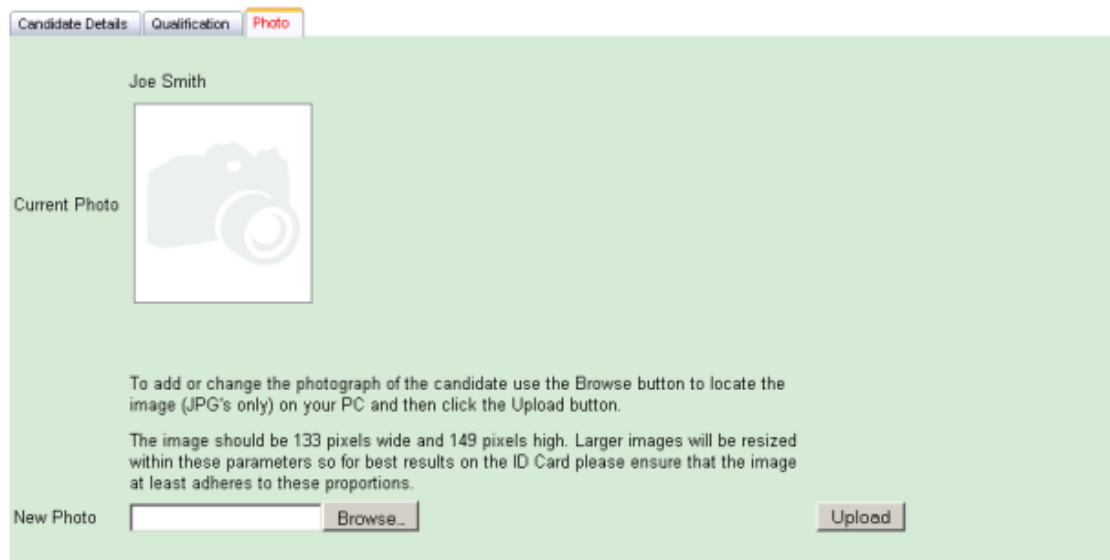 Candidate Details Qualification Photo
Joe Smith
Current Photo
To add or change the photograph of the candidate use the Browse button to locate the
image (JPG's only) on your PC and then click the Upload button.
The image should be 133 pixels wide and 149 pixels high. Larger images will be resized
within these parameters so for best results on the ID Card please ensure that the image
at least adheres to these proportions.
New Photo Browse... Upload